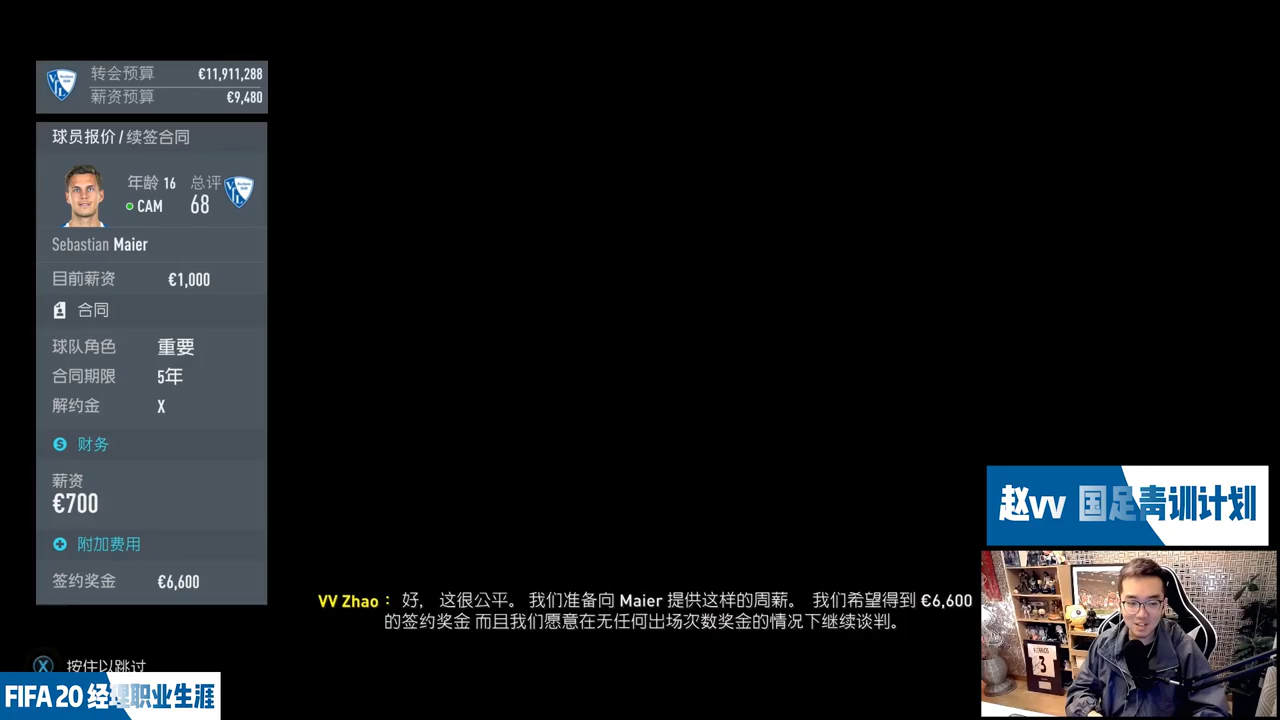 转会预算 €11,911,288
薪资预算 €9,480
球员报价 / 续签合同
年龄 16 总评
CAM 68
Sebastian Maier
目前薪资 €1,000
合同
球队角色 重要
合同期限 5年
解约金 X
财务
薪资
€700
附加费用
签约奖金 €6,600
VV Zhao： 好， 这很公平。 我们准备向 Maier 提供这样的周薪。 我们希望得到 €6,600
的签约奖金 而且我们愿意在无任何出场次数奖金的情况下继续谈判。
X 按住以跳过
FIFA 20 经理职业生涯
赵vv 国足青训计划
3